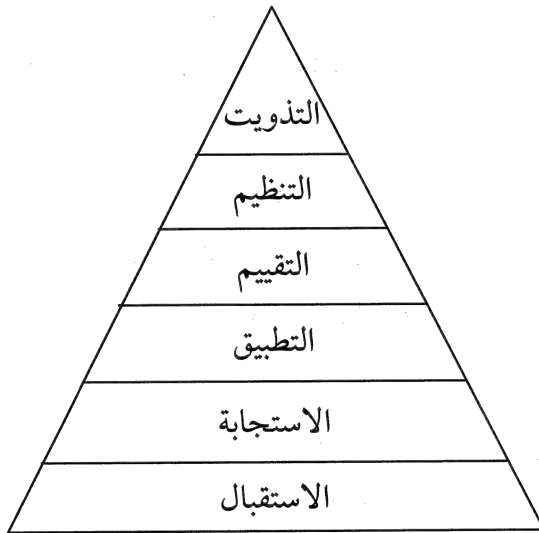 التذويت
التنظيم
التقييم
التطبيق
الاستجابة
الاستقبال